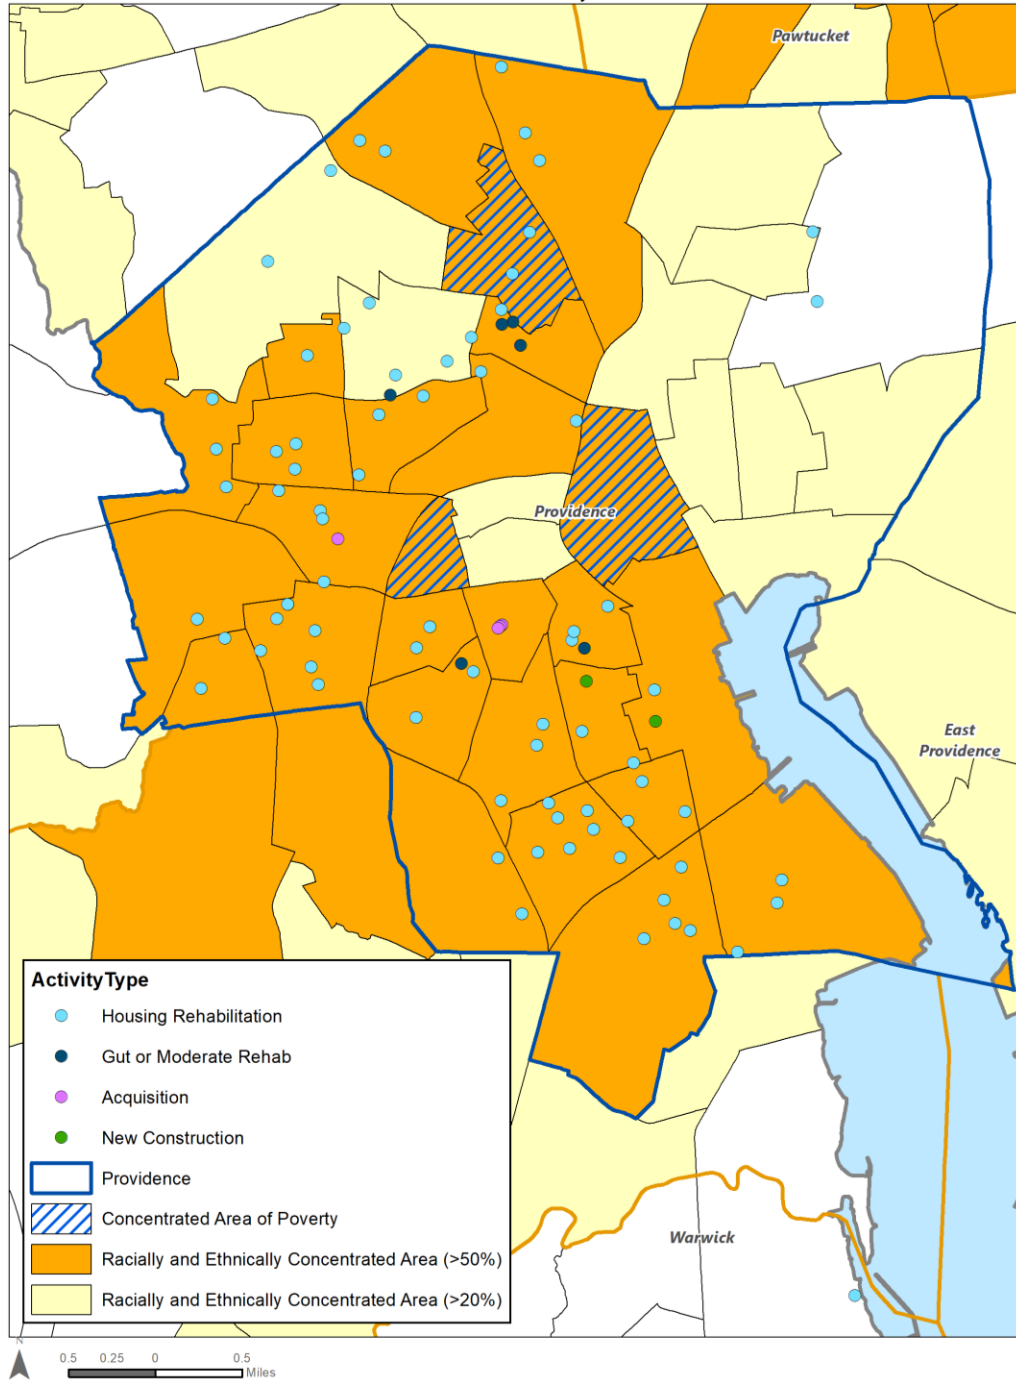 Pawtucket
Providence
East
Providence
ActivityType
Housing Rehabilitation
Gut or Moderate Rehab
Acquisition
New Construction
Providence
Concentrated Area of Poverty
Racially and Ethnically Concentrated Area (>50%)
Racially and Ethnically Concentrated Area (>20%)
Warwick
N
0.5 0.25 0 0.5
Miles